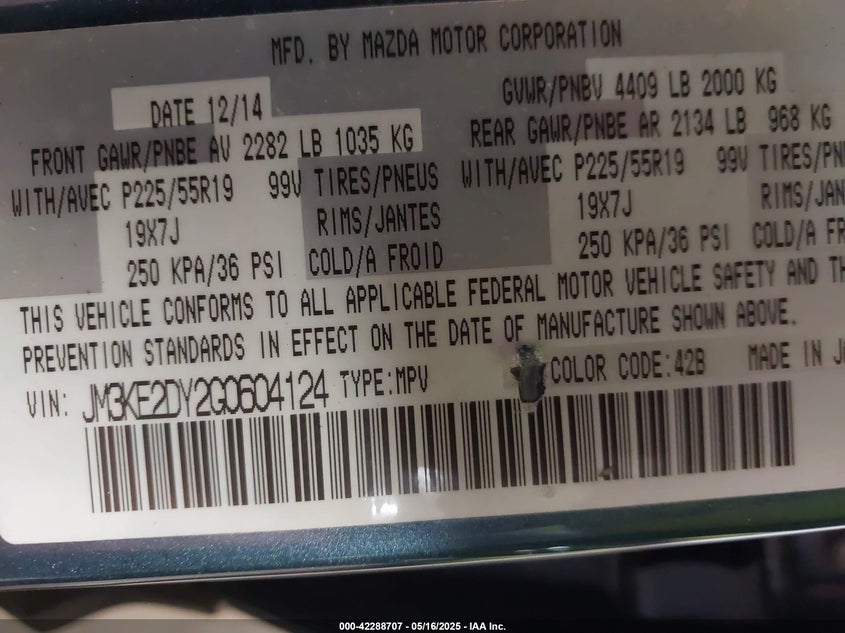 MFD. BY MAZDA MOTOR CORPORATION
DATE 12/14 GVWR/PNBV 4409 LB 2000 KG
FRONT GAWR/PNBE AV 2282 LB 1035 KG REAR GAWR/PNBE AR 2134 LB 968 KG
WITH/AVEC P225/55R19 99V TIRES/PNEUS WITH/AVEC P225/55R19 99V
19X7J RIMS/JANTES 19X7J
250 KPA/36 PSI COLD/A FROID 250 KPA/36 PSI COLD/A
THIS VEHICLE CONFORMS TO ALL APPLICABLE FEDERAL MOTOR VEHICLE SAFETY AND
PREVENTION STANDARDS IN EFFECT ON THE DATE OF MANUFACTURE SHOWN ABOVE.
VIN: JM3KE2DY2G0604124 TYPE:MPV COLOR CODE:42B MADE IN
000-42288707 - 05/16/2025 - IAA Inc.